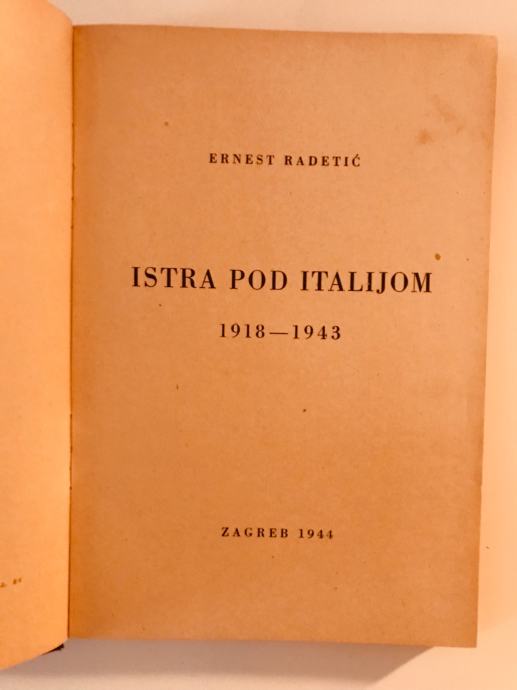 ERNEST RADETIĆ
ISTRA POD ITALIJOM
1918—1943
ZAGREB 1944